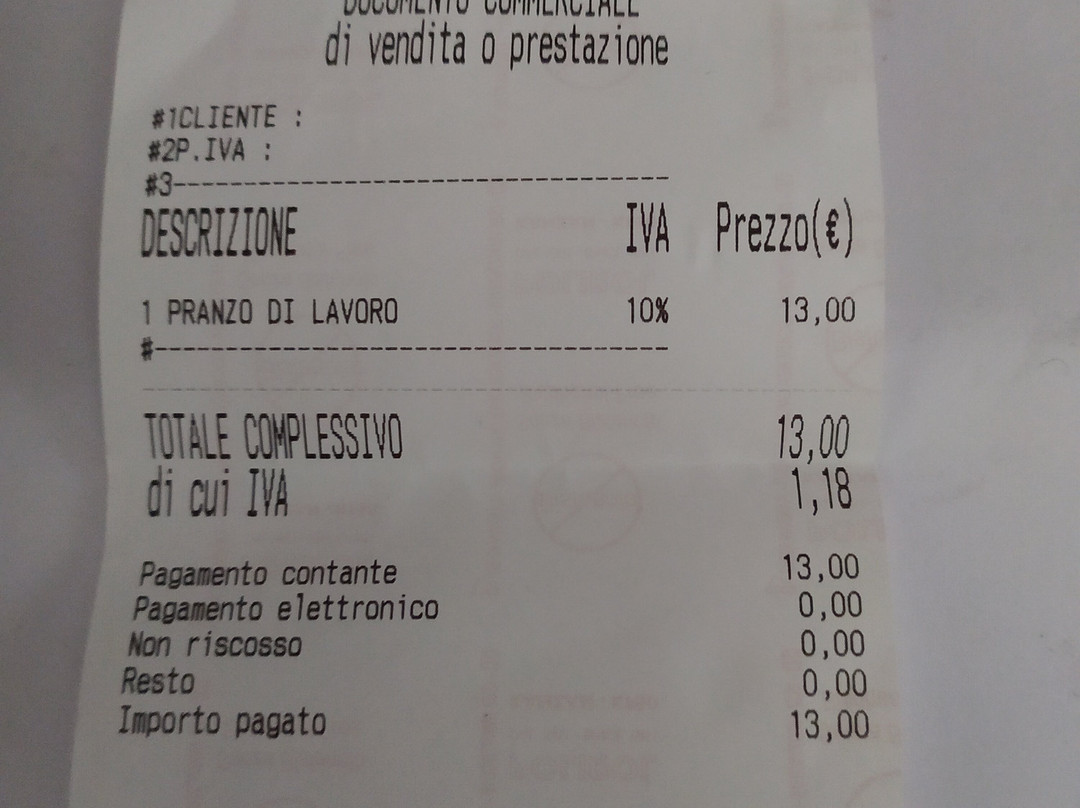 DOCUMENTO COMMERCIALE
di vendita o prestazione
#1CLIENTE :
#2P.IVA :
#3-----------------------------------
DESCRIZIONE IVA Prezzo(€)
1 PRANZO DI LAVORO 10% 13,00
#------------------------------------
TOTALE COMPLESSIVO 13,00
di cui IVA 1,18
Pagamento contante 13,00
Pagamento elettronico 0,00
Non riscosso 0,00
Resto 0,00
Importo pagato 13,00